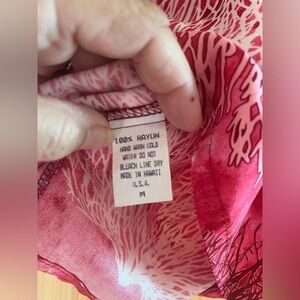 100% RAYON
HAND WASH COLD
WATER DO NOT
BLEACH LINE DRY
MADE IN HAWAII
U.S.A.
M